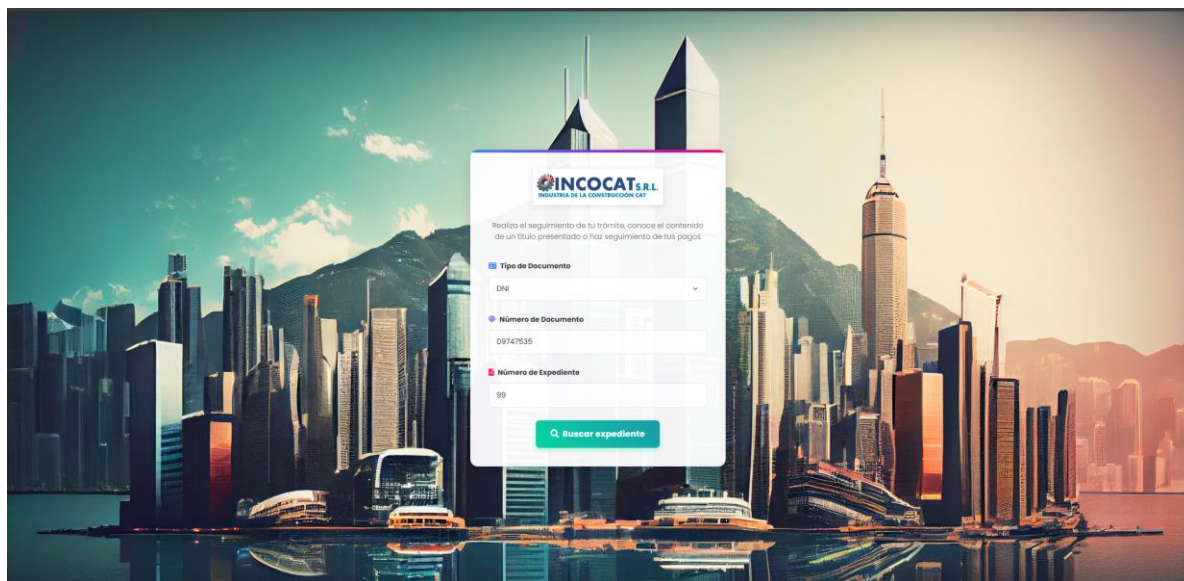 INCOCAT S.R.L.
INDUSTRIA DE LA CONSTRUCCIÓN CAT
Realiza el seguimiento de tu trámite, conoce el contenido
de un título presentado o haz seguimiento de tus pagos
Tipo de Documento
DNI
Número de Documento
09747535
Número de Expediente
99
Buscar expediente